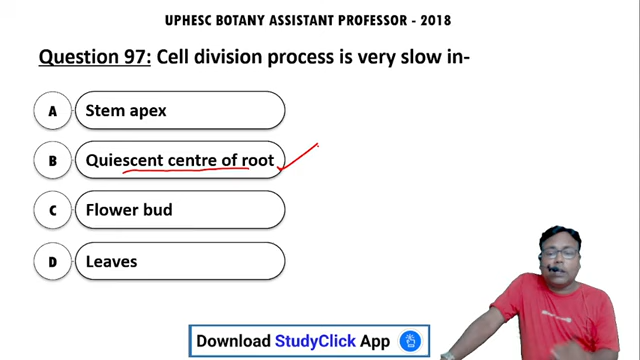 UPHESC BOTANY ASSISTANT PROFESSOR - 2018
Question 97: Cell division process is very slow in-
A Stem apex
B Quiescent centre of root
C Flower bud
D Leaves
Download StudyClick App